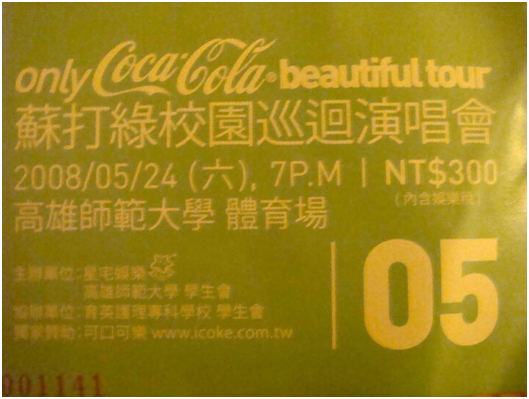 only Coca-Cola® beautiful tour
蘇打綠校園巡迴演唱會
2008/05/24 (六), 7P.M | NT$300
(內含娛樂稅)
高雄師範大學 體育場
主辦單位:星宅娛樂
高雄師範大學 學生會
協辦單位:育英護理專科學校 學生會
獨家贊助:可口可樂 www.icoke.com.tw
05
001141